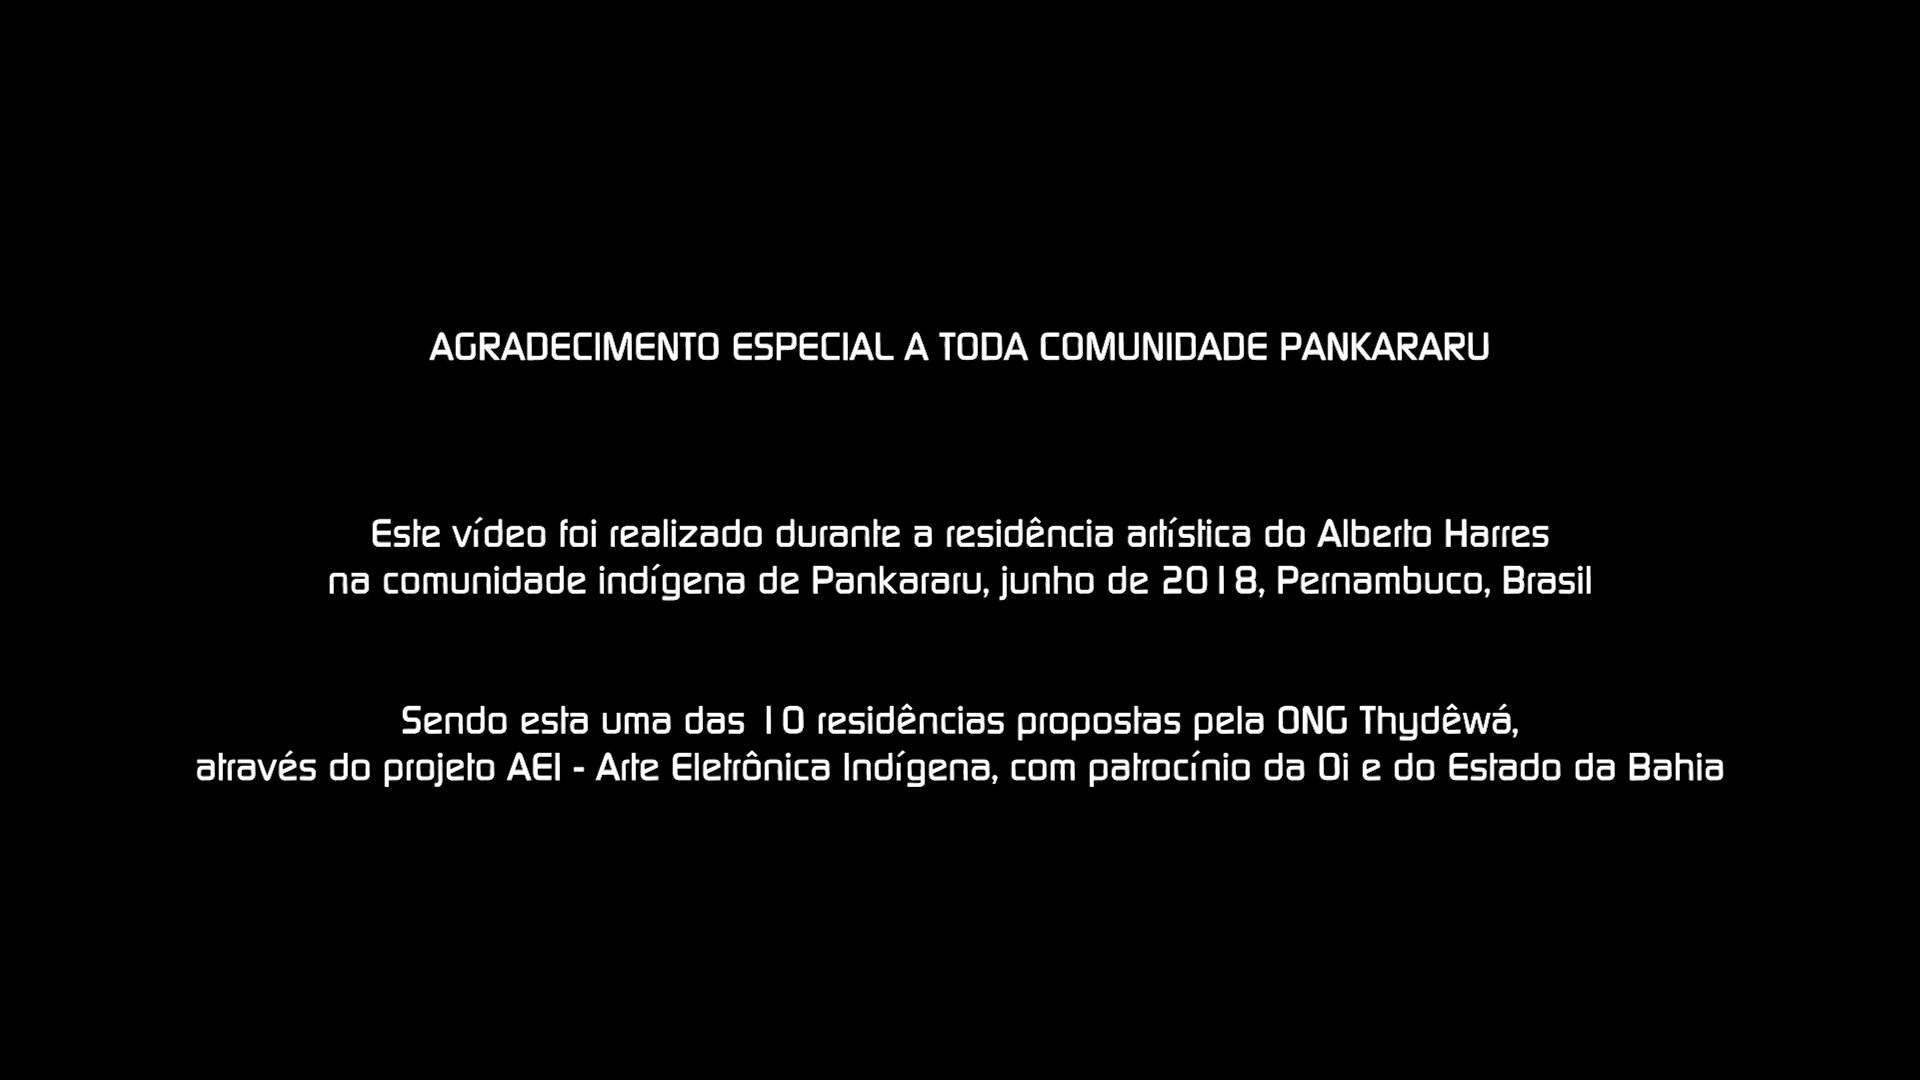 AGRADECIMENTO ESPECIAL A TODA COMUNIDADE PANKARARU
Este vídeo foi realizado durante a residência artística do Alberto Harres
na comunidade indígena de Pankararu, junho de 2018, Pernambuco, Brasil
Sendo esta uma das 10 residências propostas pela ONG Thydêwá,
através do projeto AEI - Arte Eletrônica Indígena, com patrocínio da Oi e do Estado da Bahia